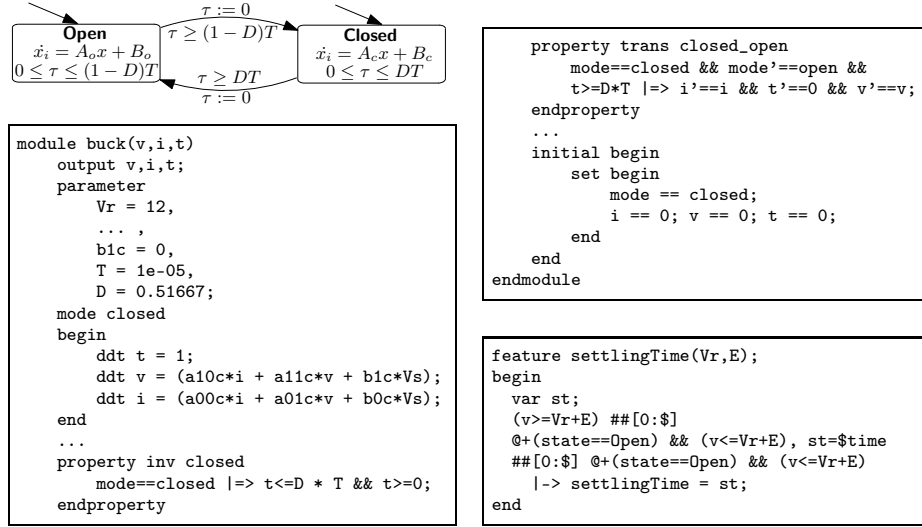 τ := 0
Open
ẋᵢ = Aₒx + Bₒ
0 ≤ τ ≤ (1 − D)T
τ ≥ (1 − D)T
Closed
ẋᵢ = A_cx + B_c
0 ≤ τ ≤ DT
τ ≥ DT
τ := 0
module buck(v,i,t)
output v,i,t;
parameter
Vr = 12,
... ,
b1c = 0,
T = 1e-05,
D = 0.51667;
mode closed
begin
ddt t = 1;
ddt v = (a10c*i + a11c*v + b1c*Vs);
ddt i = (a00c*i + a01c*v + b0c*Vs);
end
...
property inv closed
mode==closed |=> t<=D * T && t>=0;
endproperty
property trans closed_open
mode==closed && mode'==open &&
t>=D*T |=> i'==i && t'==0 && v'==v;
endproperty
...
initial begin
set begin
mode == closed;
i == 0; v == 0; t == 0;
end
end
endmodule
feature settlingTime(Vr,E);
begin
var st;
(v>=Vr+E) ##[0:$]
@+(state==Open) && (v<=Vr+E), st=$time
##[0:$] @+(state==Open) && (v<=Vr+E)
|-> settlingTime = st;
end